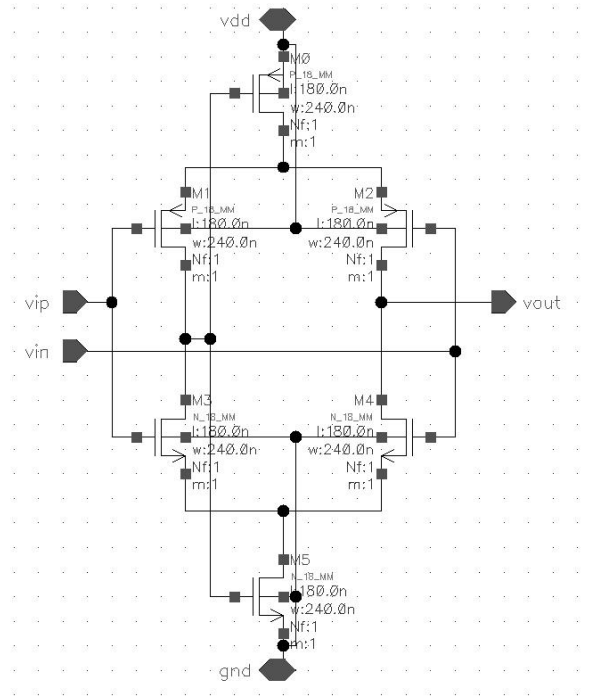 vdd
M0
P_18_MM
l:180.0n
w:240.0n
Nf:1
m:1
M1
P_18_MM
l:180.0n
w:240.0n
Nf:1
m:1
M2
P_18_MM
l:180.0n
w:240.0n
Nf:1
m:1
vip
vout
vin
M3
N_18_MM
l:180.0n
w:240.0n
Nf:1
m:1
M4
N_18_MM
l:180.0n
w:240.0n
Nf:1
m:1
M5
N_18_MM
l:180.0n
w:240.0n
Nf:1
m:1
gnd